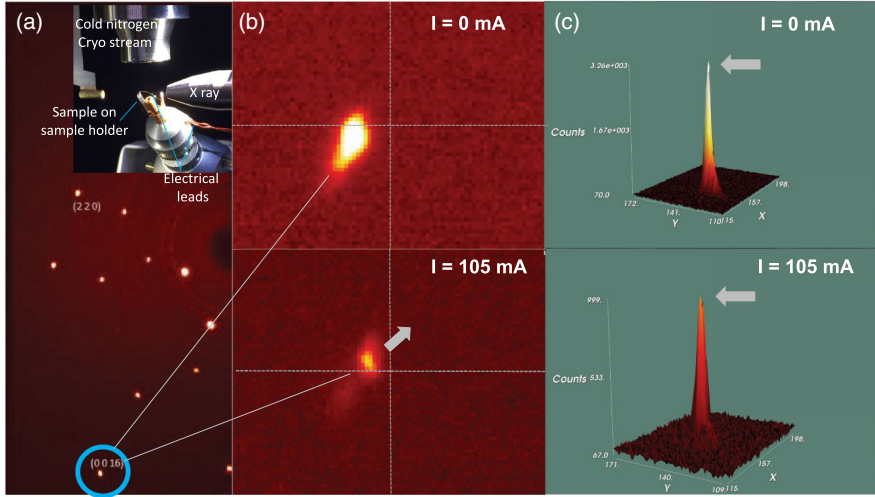 (a)
Cold nitrogen
Cryo stream
X ray
Sample on
sample holder
Electrical
leads
(2 2 0)
(0 0 16)
(b)
I = 0 mA
I = 105 mA
(c)
I = 0 mA
3.26e+003
Counts
1.67e+003
70.0
172.
141.
Y
110
115.
157.
X
198.
I = 105 mA
999.
Counts
533.
67.0
171.
140.
Y
109
115.
157.
X
198.